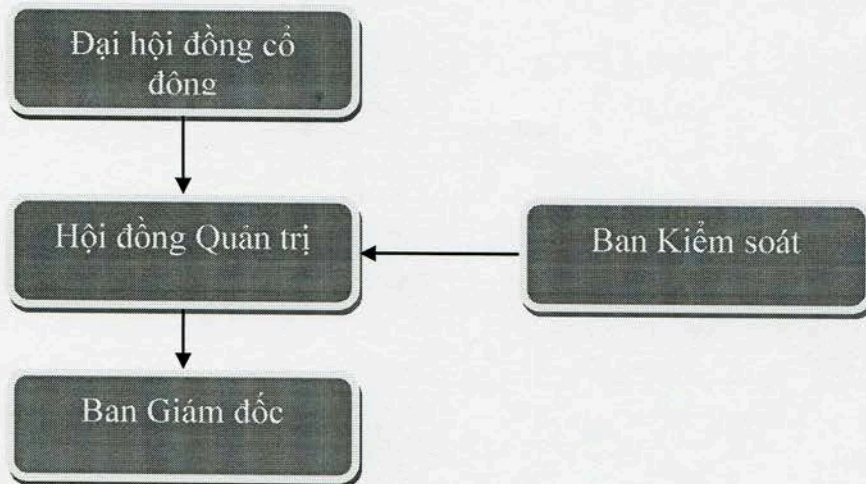 Đại hội đồng cổ
đông
Hội đồng Quản trị
Ban Kiểm soát
Ban Giám đốc